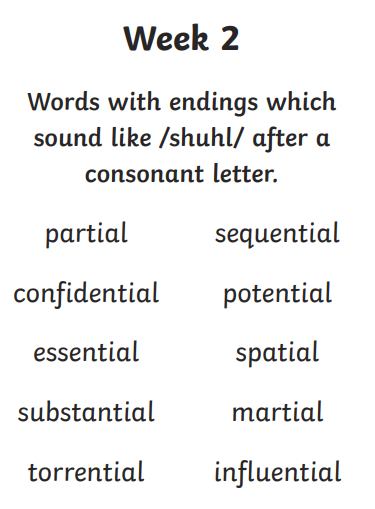 Week 2
Words with endings which
sound like /shuhl/ after a
consonant letter.
partial sequential
confidential potential
essential spatial
substantial martial
torrential influential